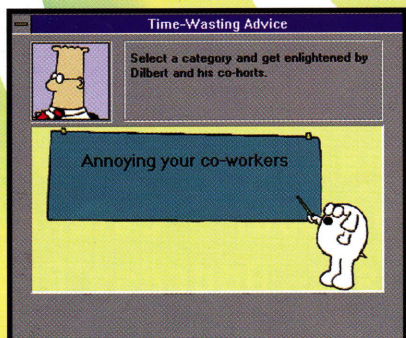 Time-Wasting Advice
Select a category and get enlightened by
Dilbert and his co-horts.
Annoying your co-workers